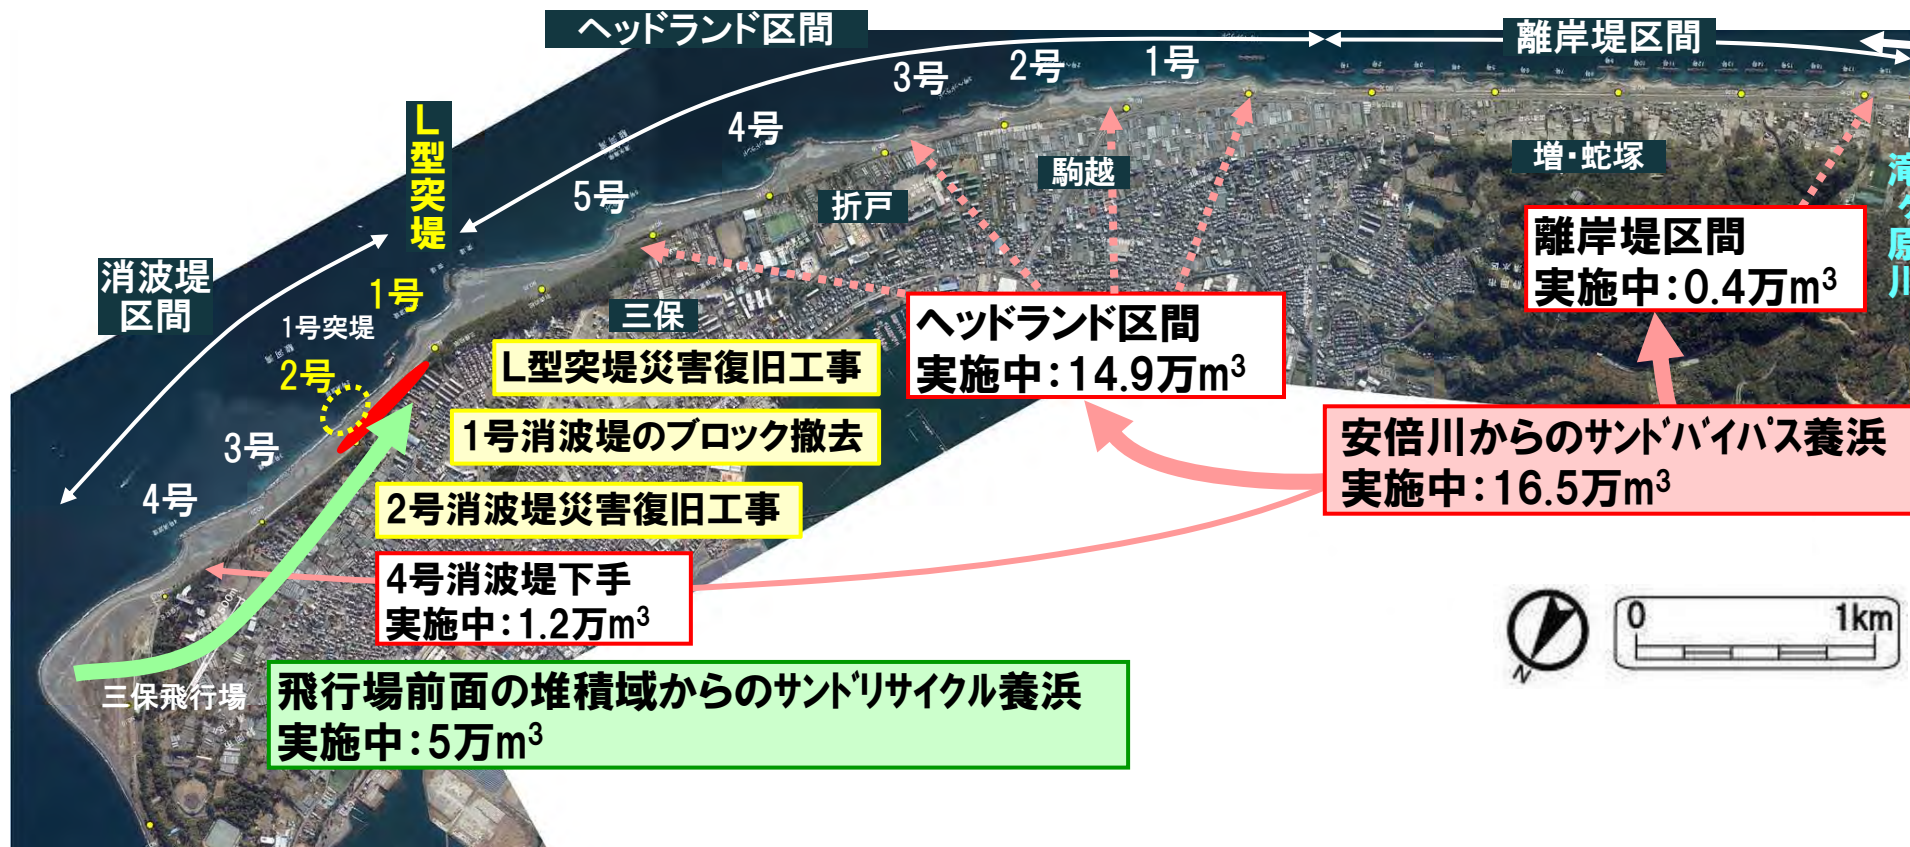 ヘッドランド区間
離岸堤区間
1号
2号
3号
4号
5号
L型突堤
消波堤
区間
1号
1号突堤
2号
3号
4号
三保
折戸
駒越
増・蛇塚
滝ケ原川
離岸堤区間
実施中：0.4万m³
ヘッドランド区間
実施中：14.9万m³
L型突堤災害復旧工事
1号消波堤のブロック撤去
2号消波堤災害復旧工事
安倍川からのサンドバイパス養浜
実施中：16.5万m³
4号消波堤下手
実施中：1.2万m³
三保飛行場
飛行場前面の堆積域からのサンドリサイクル養浜
実施中：5万m³
N
0 1km